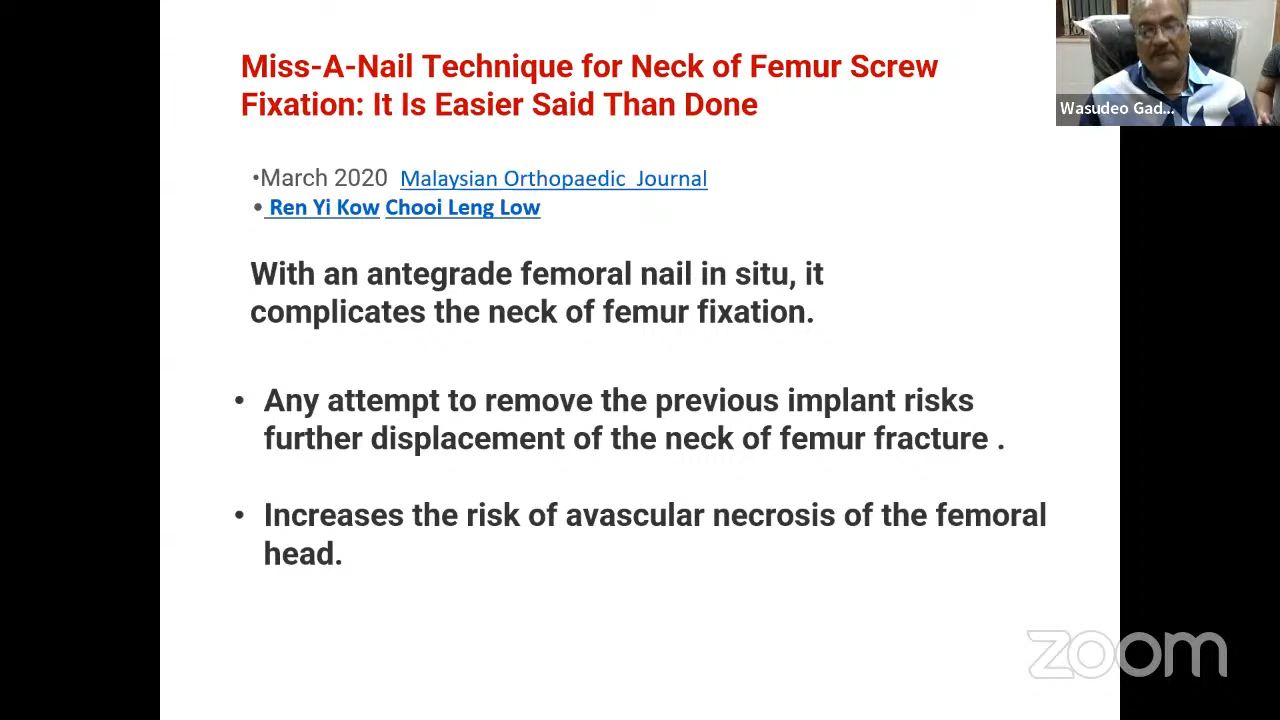 Miss-A-Nail Technique for Neck of Femur Screw
Fixation: It Is Easier Said Than Done
Wasudeo Gad...
•March 2020 Malaysian Orthopaedic Journal
• Ren Yi Kow Chooi Leng Low
With an antegrade femoral nail in situ, it
complicates the neck of femur fixation.
• Any attempt to remove the previous implant risks
further displacement of the neck of femur fracture .
• Increases the risk of avascular necrosis of the femoral
head.
zoom